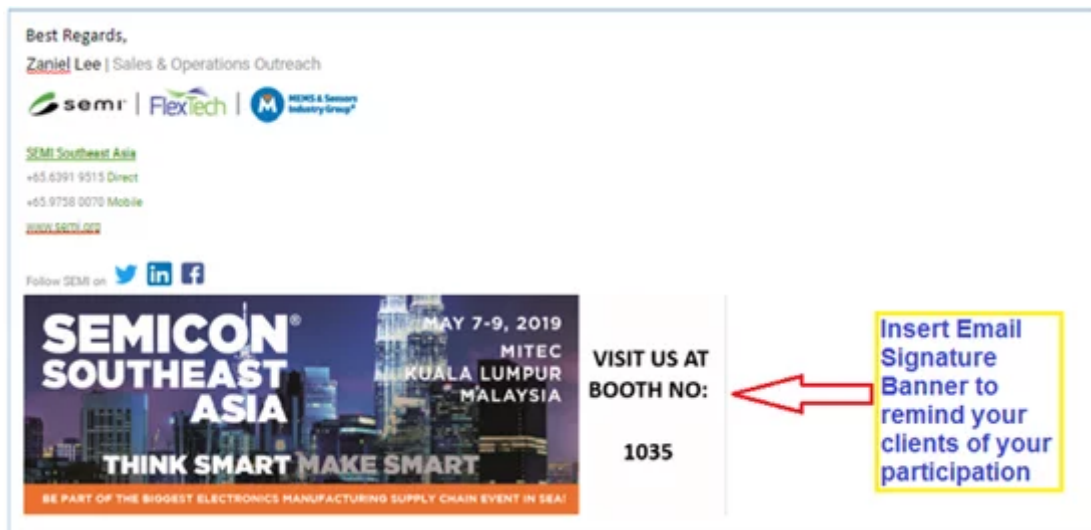 Best Regards,
Zaniel Lee | Sales & Operations Outreach
semi | FlexTech | M MEMS & Sensors
Industry Group®
SEMI Southeast Asia
+65.6391 9515 Direct
+65.9758 0070 Mobile
www.semi.org
Follow SEMI on
SEMICON®
SOUTHEAST
ASIA
MAY 7-9, 2019
MITEC
KUALA LUMPUR
MALAYSIA
THINK SMART MAKE SMART
BE PART OF THE BIGGEST ELECTRONICS MANUFACTURING SUPPLY CHAIN EVENT IN SEA!
VISIT US AT
BOOTH NO:
1035
Insert Email
Signature
Banner to
remind your
clients of your
participation